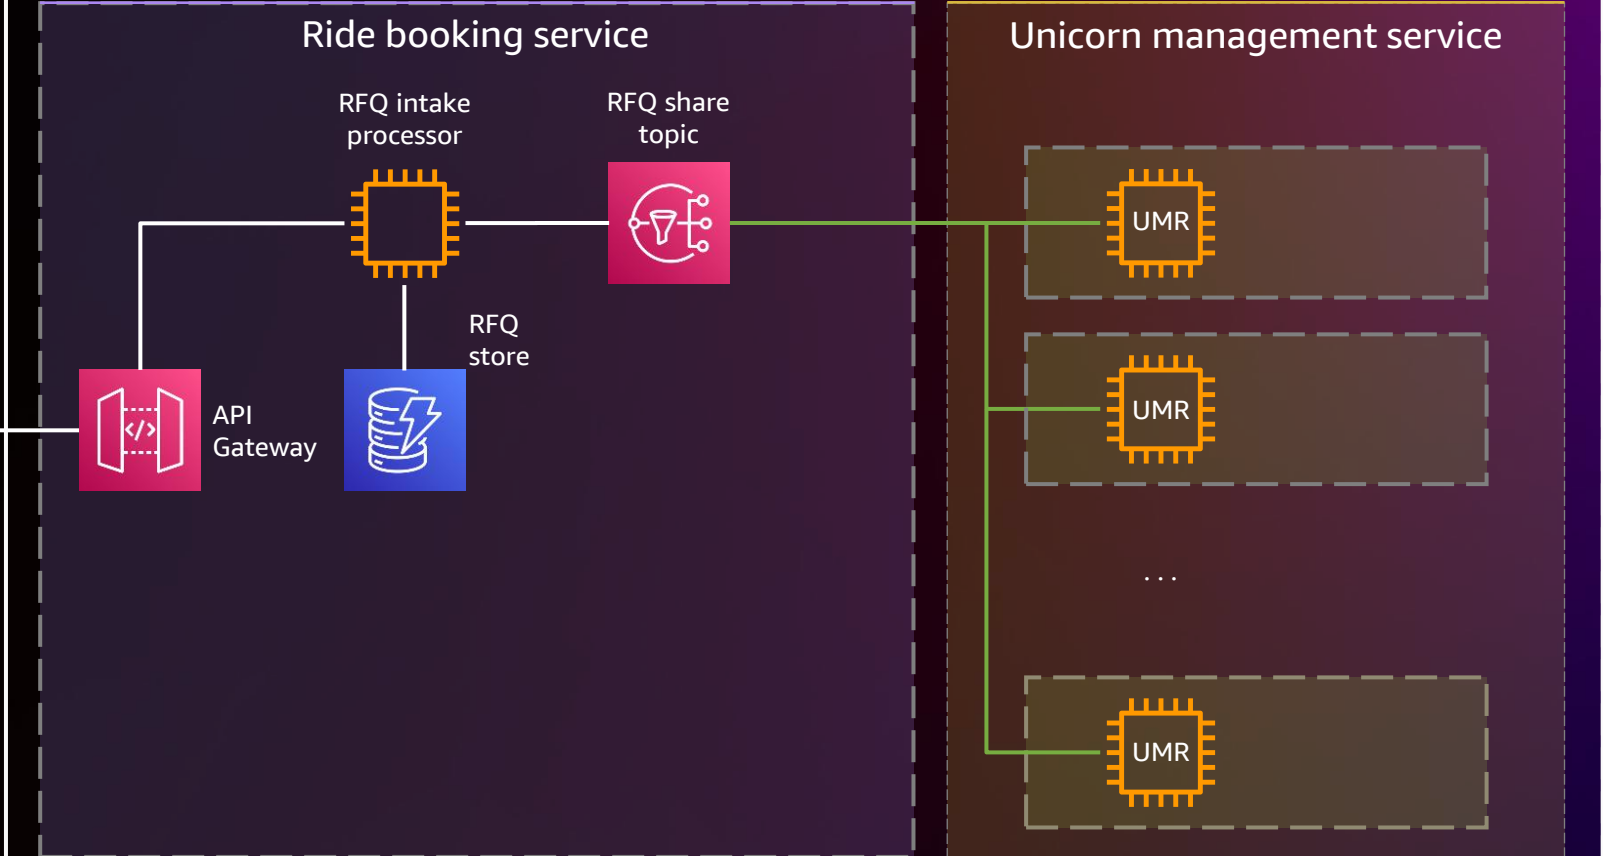 Ride booking service
Unicorn management service
RFQ intake
processor
RFQ share
topic
UMR
RFQ
store
API
Gateway
</>
UMR
...
UMR